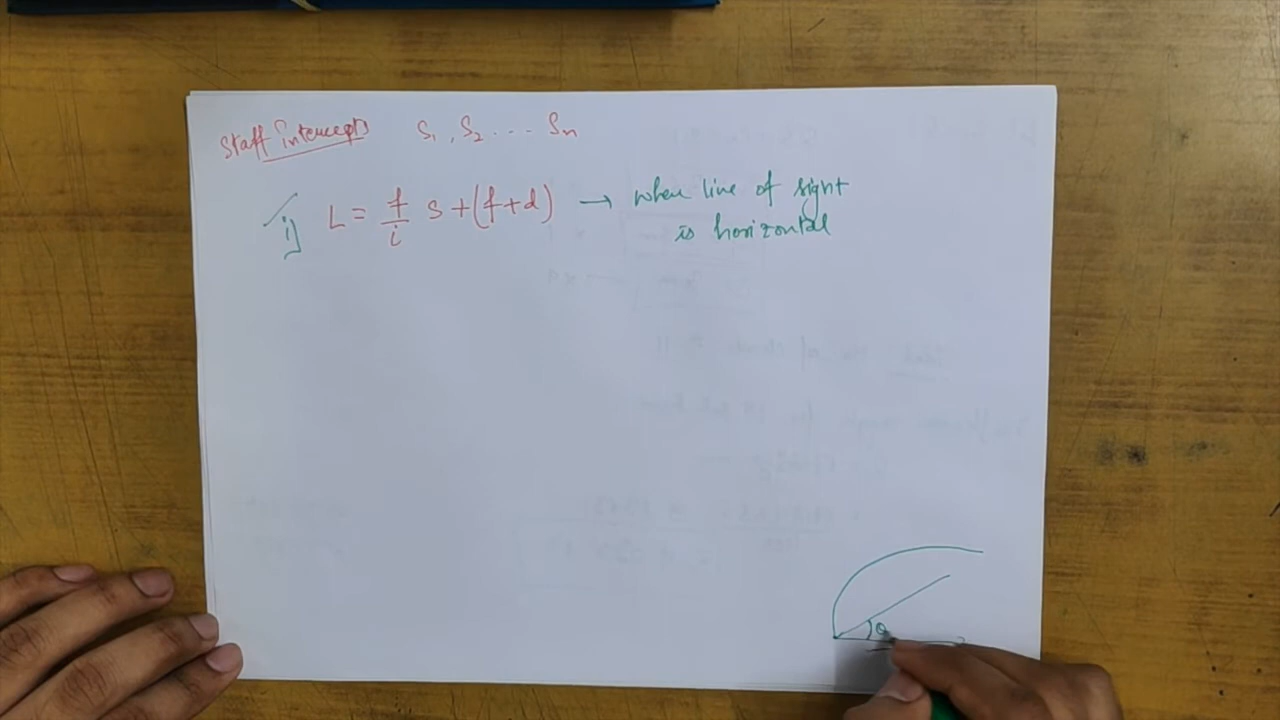 Staff Intercepts S₁, S₂ ... Sₙ
i) L = f/i S + (f+d) → when line of sight
is horizontal
θ